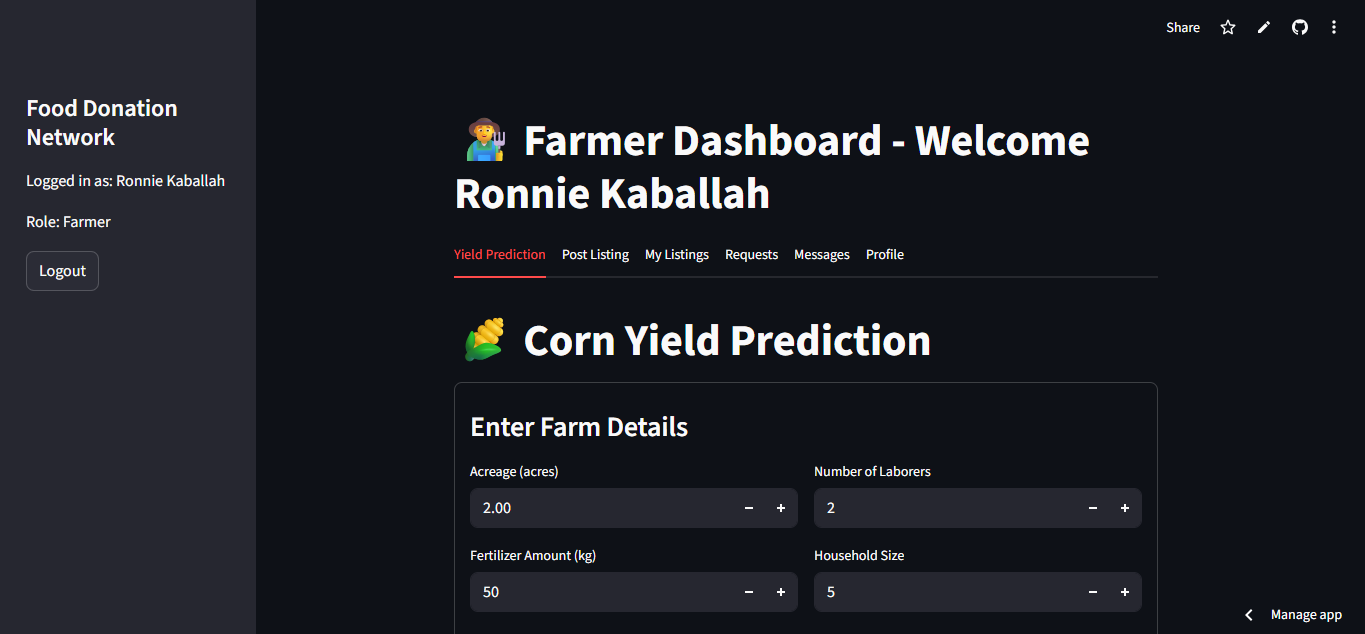 Share
Food Donation
Network
Logged in as: Ronnie Kaballah
Role: Farmer
Logout
Farmer Dashboard - Welcome
Ronnie Kaballah
Yield Prediction Post Listing My Listings Requests Messages Profile
Corn Yield Prediction
Enter Farm Details
Acreage (acres)
2.00
Number of Laborers
2
Fertilizer Amount (kg)
50
Household Size
5
Manage app